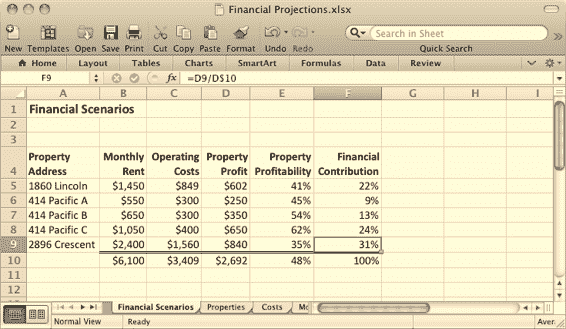 Financial Projections.xlsx
Search in Sheet
New Templates Open Save Print Cut Copy Paste Format Undo Redo Quick Search
Home Layout Tables Charts SmartArt Formulas Data Review
F9 fx =D9/D$10
A B C D E F G H I
1 Financial Scenarios
2
3
Property Monthly Operating Property Property Financial
4 Address Rent Costs Profit Profitability Contribution
5 1860 Lincoln $1,450 $849 $602 41% 22%
6 414 Pacific A $550 $300 $250 45% 9%
7 414 Pacific B $650 $300 $350 54% 13%
8 414 Pacific C $1,050 $400 $650 62% 24%
9 2896 Crescent $2,400 $1,560 $840 35% 31%
10 $6,100 $3,409 $2,692 48% 100%
11
12
Financial Scenarios Properties Costs
Normal View Ready